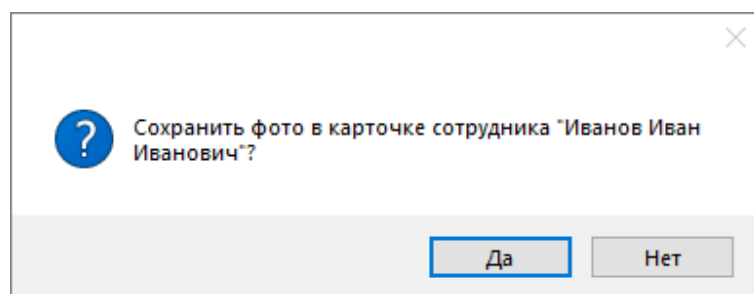 Сохранить фото в карточке сотрудника "Иванов Иван
Иванович"?
Да
Нет